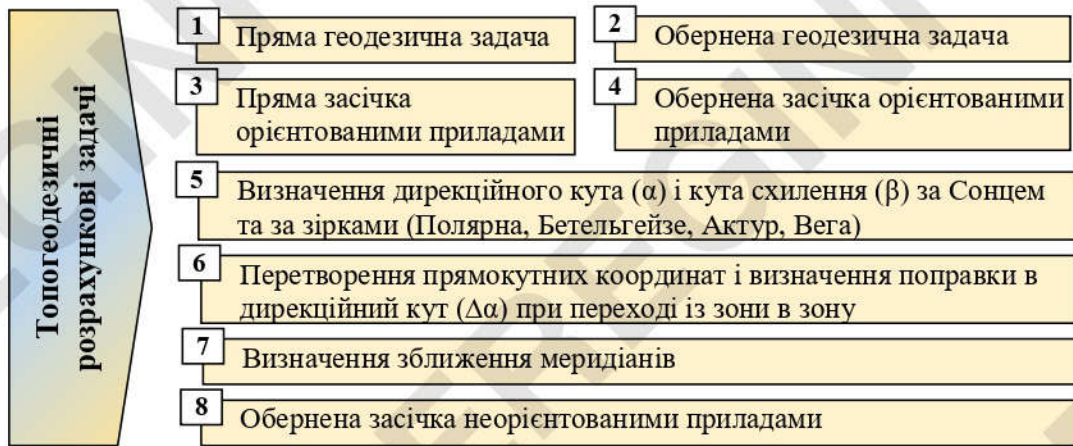 Топогеодезичні
розрахункові задачі
1
Пряма геодезична задача
2
Обернена геодезична задача
3
Пряма засічка
орієнтованими приладами
4
Обернена засічка орієнтованими
приладами
5
Визначення дирекційного кута (α) і кута схилення (β) за Сонцем
та за зірками (Полярна, Бетельгейзе, Актур, Вега)
6
Перетворення прямокутних координат і визначення поправки в
дирекційний кут (Δα) при переході із зони в зону
7
Визначення зближення меридіанів
8
Обернена засічка неорієнтованими приладами